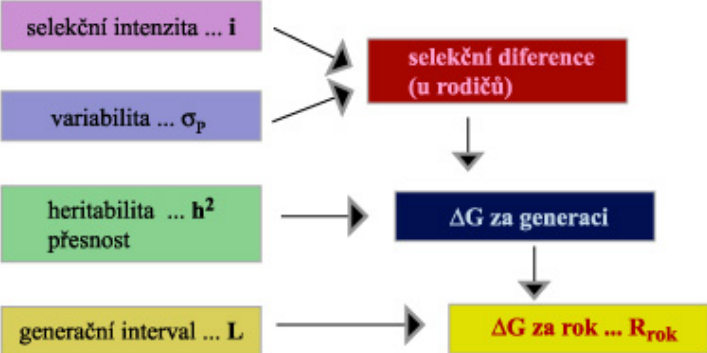 selekční intenzita ... i
selekční diference
(u rodičů)
variabilita ... σp
heritabilita ... h²
přesnost
ΔG za generaci
generační interval ... L
ΔG za rok ... Rrok